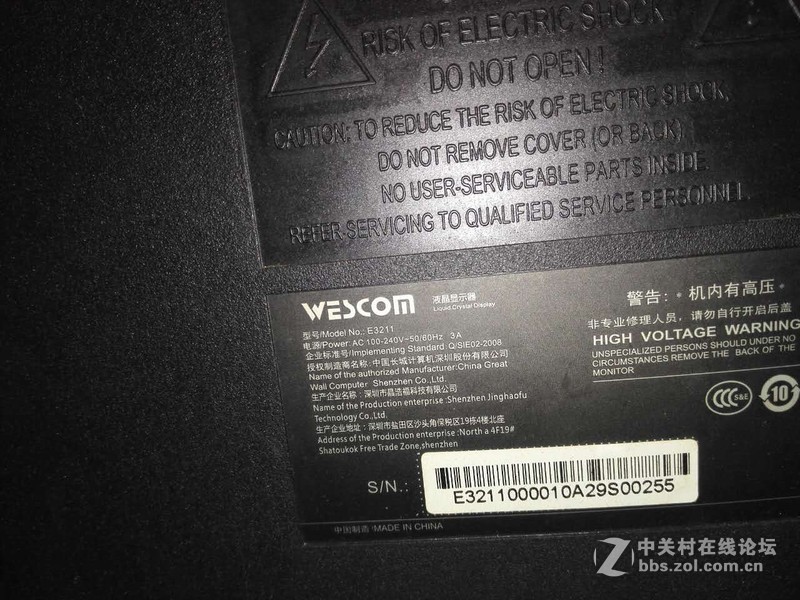 RISK OF ELECTRIC SHOCK
DO NOT OPEN!
CAUTION: TO REDUCE THE RISK OF ELECTRIC SHOCK,
DO NOT REMOVE COVER (OR BACK)
NO USER-SERVICEABLE PARTS INSIDE
REFER SERVICING TO QUALIFIED SERVICE PERSONNEL.
WESCOM 液晶显示器
Liquid Crystal Display
型号/Model No.: E3211
电源/Power: AC 100-240V~50/60Hz 3A
企业标准号/Implementing Standard: Q/SIE02-2008
授权制造商名称: 中国长城计算机深圳股份有限公司
Name of the authorized Manufacturer:China Great
Wall Computer Shenzhen Co.,Ltd.
生产企业名称: 深圳市晶浩福科技有限公司
Name of the Production enterprise:Shenzhen Jinghaofu
Technology Co.,Ltd.
生产企业地址: 深圳市盐田区沙头角保税区19栋4楼北座
Address of the Production enterprise:North a 4F19#
Shatoukok Free Trade Zone,shenzhen
警告: 机内有高压
非专业修理人员, 请勿自行开启后盖
HIGH VOLTAGE WARNING
UNSPECIALIZED PERSONS SHOULD UNDER NO
CIRCUMSTANCES REMOVE THE BACK OF THE
MONITOR
CCC S&E
10
S/N.:
E3211000010A29S00255
中国制造 MADE IN CHINA
中关村在线论坛
bbs.zol.com.cn